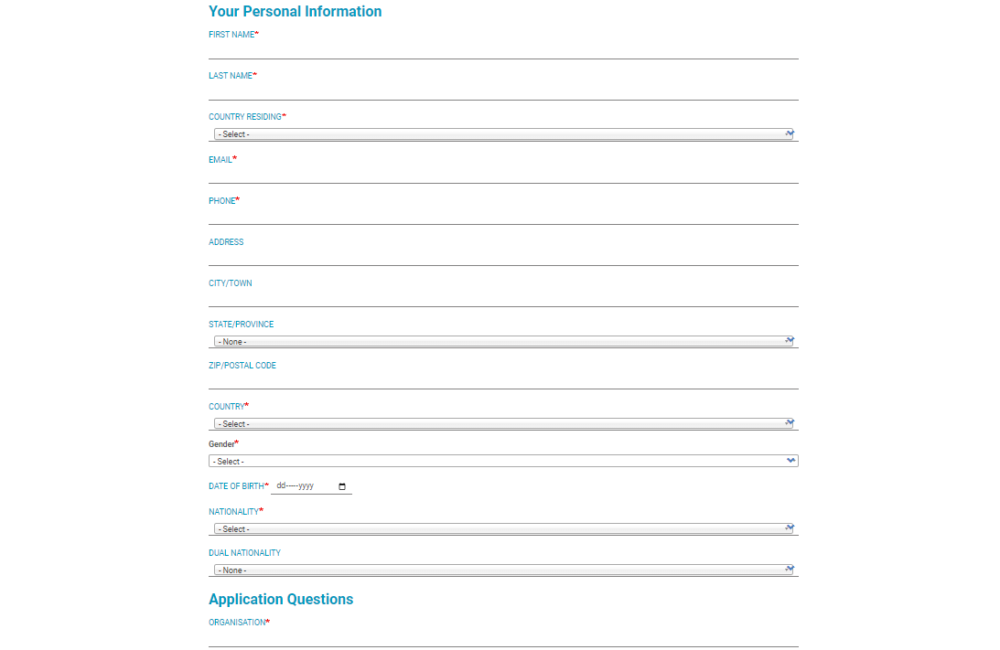 Your Personal Information
FIRST NAME*
LAST NAME*
COUNTRY RESIDING*
- Select -
EMAIL*
PHONE*
ADDRESS
CITY/TOWN
STATE/PROVINCE
- None -
ZIP/POSTAL CODE
COUNTRY*
- Select -
Gender*
- Select -
DATE OF BIRTH* dd-----yyyy
NATIONALITY*
- Select -
DUAL NATIONALITY
- None -
Application Questions
ORGANISATION*